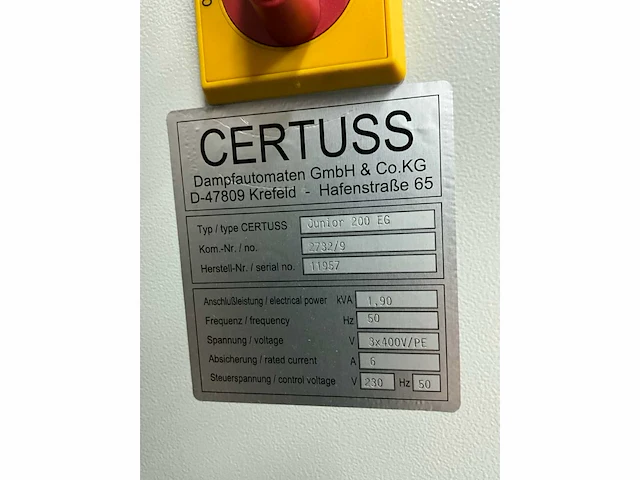 CERTUSS
Dampfautomaten GmbH & Co.KG
D-47809 Krefeld - Hafenstraße 65
Typ / type CERTUSS Junior 200 EG
Kom.-Nr. / no. 2732/9
Herstell-Nr. / serial no. 11957
Anschlußleistung / electrical power kVA 1,90
Frequenz / frequency Hz 50
Spannung / voltage V 3x400V/PE
Absicherung / rated current A 6
Steuerspannung / control voltage V 230 Hz 50